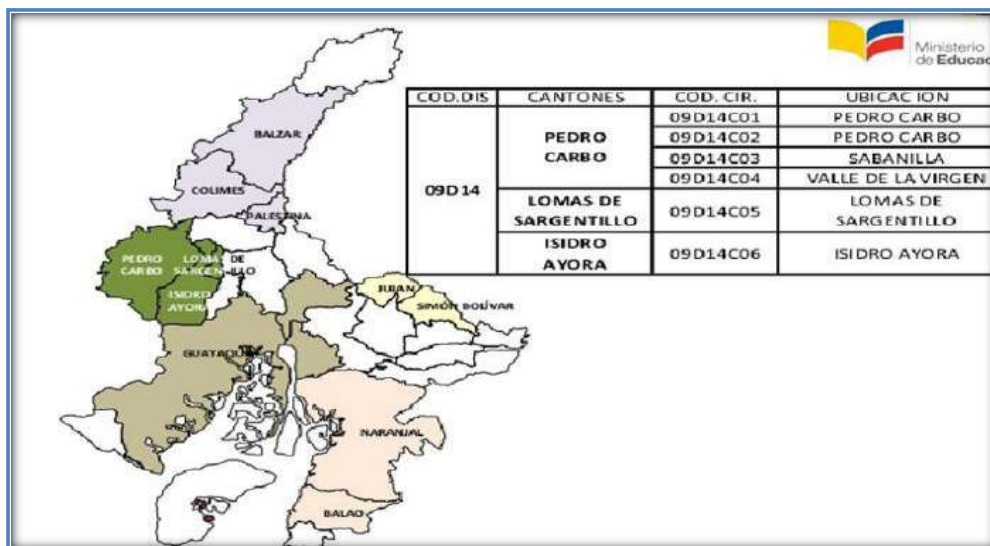 Ministerio
de Educac
COD.DIS CANTONES COD. CIR. UBICACION
09D14 PEDRO CARBO 09D14C01 PEDRO CARBO
09D14C02 PEDRO CARBO
09D14C03 SABANILLA
09D14C04 VALLE DE LA VIRGEN
LOMAS DE SARGENTILLO 09D14C05 LOMAS DE SARGENTILLO
ISIDRO AYORA 09D14C06 ISIDRO AYORA
BALZAR
COLIMES
PALESTINA
PEDRO CARBO
LOMAS DE SARGENTILLO
ISIDRO AYORA
JUJAN
SIMÓN BOLÍVAR
NARANJAL
BALAO